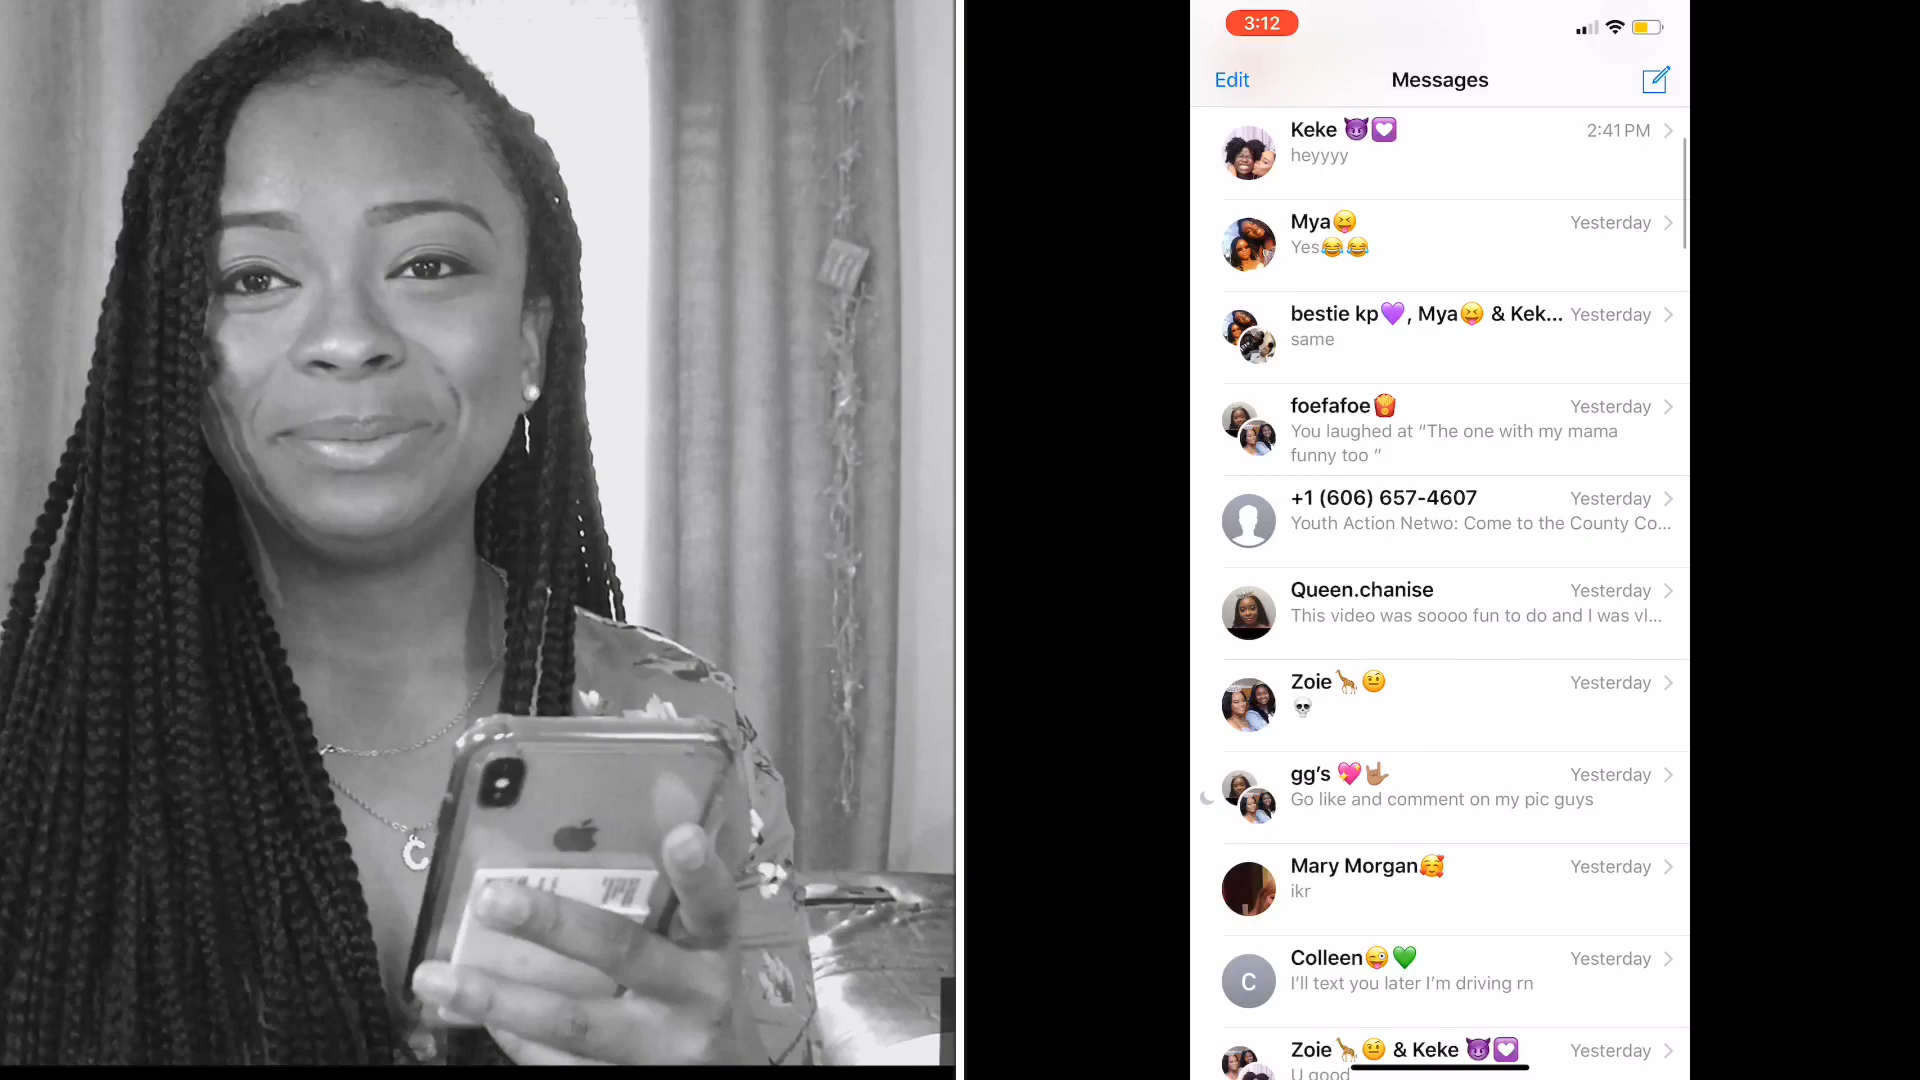 3:12
Edit
Messages
Keke 😈💟
2:41 PM
heyyyy
Mya😝
Yesterday
Yes😂😂
bestie kp💜, Mya😝 & Kek...
Yesterday
same
foefafoe🍟
Yesterday
You laughed at “The one with my mama
funny too ”
+1 (606) 657-4607
Yesterday
Youth Action Netwo: Come to the County Co...
Queen.chanise
Yesterday
This video was soooo fun to do and I was vl...
Zoie🦒🤨
Yesterday
💀
gg’s 💖🤟🏽
Yesterday
Go like and comment on my pic guys
Mary Morgan🥰
Yesterday
ikr
C
Colleen😜💚
Yesterday
I’ll text you later I’m driving rn
Zoie🦒🤨 & Keke 😈💟
Yesterday
U good
C